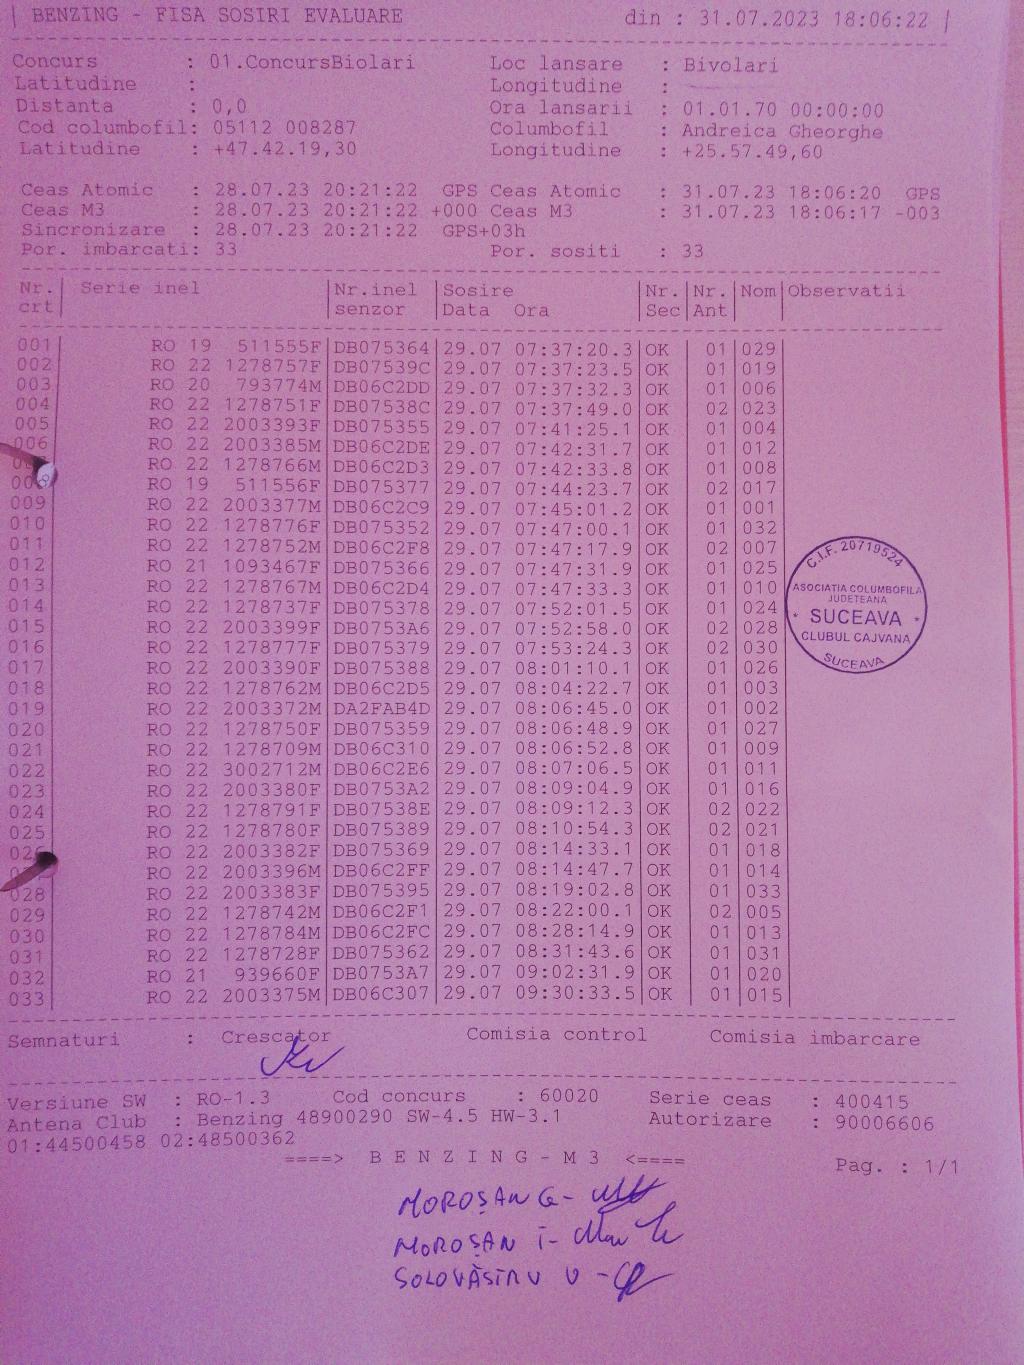 | BENZING - FISA SOSIRI EVALUARE din : 31.07.2023 18:06:22 |
Concurs : 01.ConcursBiolari Loc lansare : Bivolari
Latitudine : Longitudine :
Distanta : 0,0 Ora lansarii : 01.01.70 00:00:00
Cod columbofil: 05112 008287 Columbofil : Andreica Gheorghe
Latitudine : +47.42.19,30 Longitudine : +25.57.49,60
Ceas Atomic : 28.07.23 20:21:22 GPS Ceas Atomic : 31.07.23 18:06:20 GPS
Ceas M3 : 28.07.23 20:21:22 +000 Ceas M3 : 31.07.23 18:06:17 -003
Sincronizare : 28.07.23 20:21:22 GPS+03h
Por. imbarcati: 33 Por. sositi : 33
Nr.| Serie inel |Nr.inel |Sosire |Nr.|Nr.|Nom|Observatii
crt| |senzor |Data Ora |Sec|Ant| |
001| RO 19 511555F|DB075364|29.07 07:37:20.3|OK | 01|029|
002| RO 22 1278757F|DB07539C|29.07 07:37:23.5|OK | 01|019|
003| RO 20 793774M|DB06C2DD|29.07 07:37:32.3|OK | 01|006|
004| RO 22 1278751F|DB07538C|29.07 07:37:49.0|OK | 02|023|
005| RO 22 2003393F|DB075355|29.07 07:41:25.1|OK | 01|004|
006| RO 22 2003385M|DB06C2DE|29.07 07:42:31.7|OK | 01|012|
RO 22 1278766M|DB06C2D3|29.07 07:42:33.8|OK | 01|008|
RO 19 511556F|DB075377|29.07 07:44:23.7|OK | 02|017|
009| RO 22 2003377M|DB06C2C9|29.07 07:45:01.2|OK | 01|001|
010| RO 22 1278776F|DB075352|29.07 07:47:00.1|OK | 01|032|
011| RO 22 1278752M|DB06C2F8|29.07 07:47:17.9|OK | 02|007|
012| RO 21 1093467F|DB075366|29.07 07:47:31.9|OK | 01|025|
013| RO 22 1278767M|DB06C2D4|29.07 07:47:33.3|OK | 01|010|
014| RO 22 1278737F|DB075378|29.07 07:52:01.5|OK | 01|024|
015| RO 22 2003399F|DB0753A6|29.07 07:52:58.0|OK | 02|028|
016| RO 22 1278777F|DB075379|29.07 07:53:24.3|OK | 02|030|
017| RO 22 2003390F|DB075388|29.07 08:01:10.1|OK | 01|026|
018| RO 22 1278762M|DB06C2D5|29.07 08:04:22.7|OK | 01|003|
019| RO 22 2003372M|DA2FAB4D|29.07 08:06:45.0|OK | 01|002|
020| RO 22 1278750F|DB075359|29.07 08:06:48.9|OK | 01|027|
021| RO 22 1278709M|DB06C310|29.07 08:06:52.8|OK | 01|009|
022| RO 22 3002712M|DB06C2E6|29.07 08:07:06.5|OK | 01|011|
023| RO 22 2003380F|DB0753A2|29.07 08:09:04.9|OK | 01|016|
024| RO 22 1278791F|DB07538E|29.07 08:09:12.3|OK | 02|022|
025| RO 22 1278780F|DB075389|29.07 08:10:54.3|OK | 02|021|
026| RO 22 2003382F|DB075369|29.07 08:14:33.1|OK | 01|018|
RO 22 2003396M|DB06C2FF|29.07 08:14:47.7|OK | 01|014|
028| RO 22 2003383F|DB075395|29.07 08:19:02.8|OK | 01|033|
029| RO 22 1278742M|DB06C2F1|29.07 08:22:00.1|OK | 02|005|
030| RO 22 1278784M|DB06C2FC|29.07 08:28:14.9|OK | 01|013|
031| RO 22 1278728F|DB075362|29.07 08:31:43.6|OK | 01|031|
032| RO 21 939660F|DB0753A7|29.07 09:02:31.9|OK | 01|020|
033| RO 22 2003375M|DB06C307|29.07 09:30:33.5|OK | 01|015|
C.I.F. 20719524
ASOCIATIA COLUMBOFILA
JUDETEANA
* SUCEAVA *
CLUBUL CAJVANA
SUCEAVA
Semnaturi : Crescator Comisia control Comisia imbarcare
Versiune SW : RO-1.3 Cod concurs : 60020 Serie ceas : 400415
Antena Club : Benzing 48900290 SW-4.5 HW-3.1 Autorizare : 90006606
01:44500458 02:48500362
====> B E N Z I N G - M 3 <====
Pag. : 1/1
MOROȘAN G-
MOROȘAN I-
SOLOVĂSTRU V -